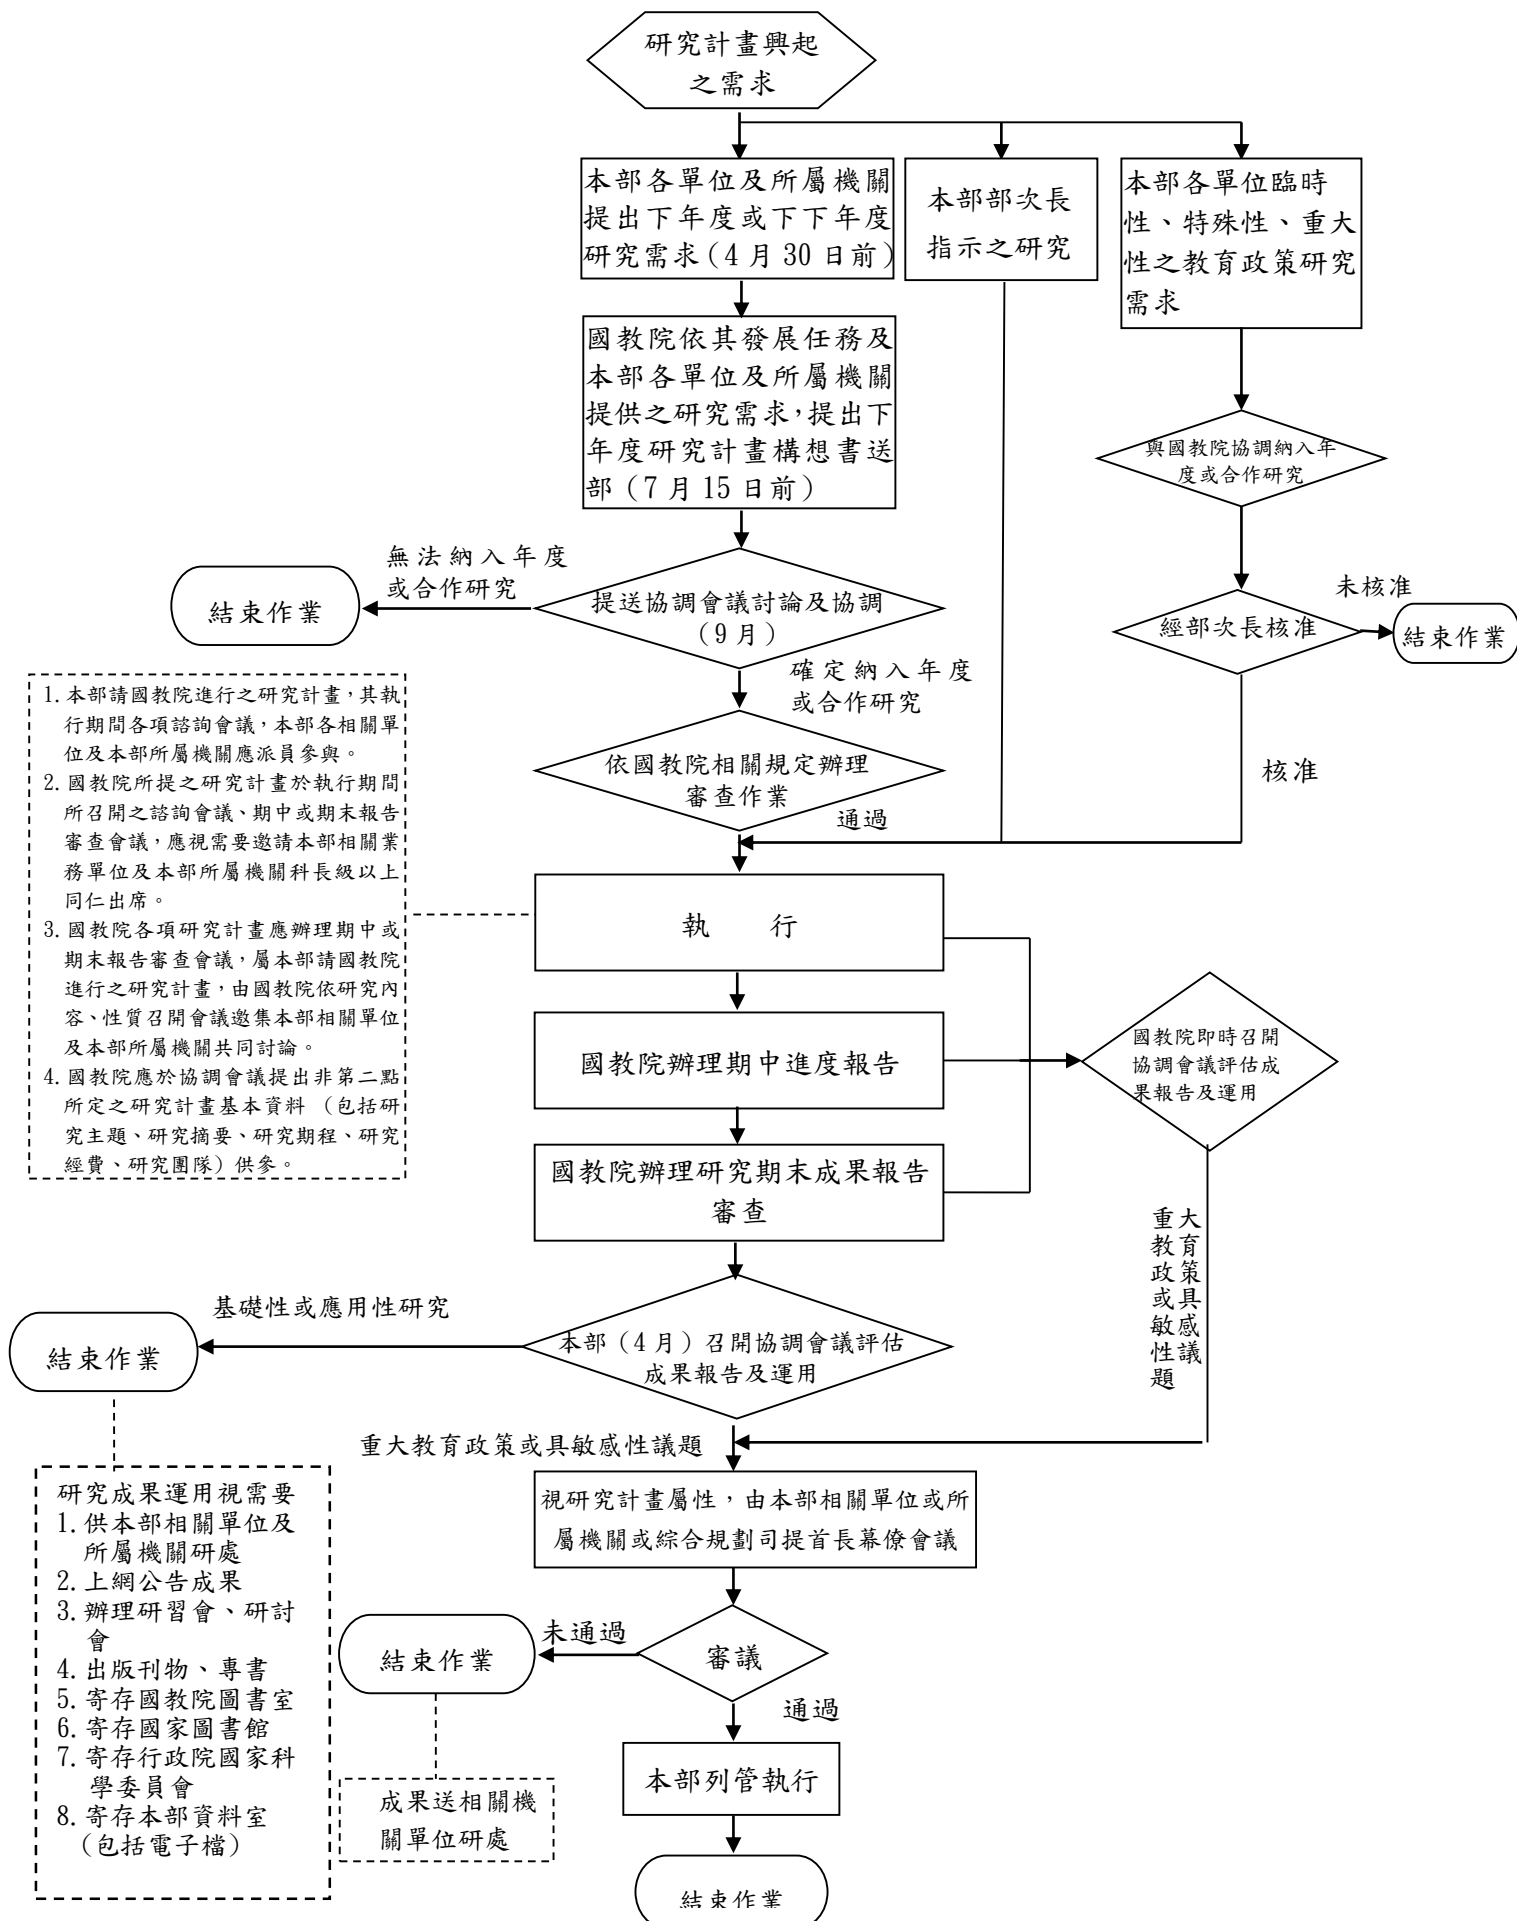 研究計畫興起
之需求
本部各單位及所屬機關
提出下年度或下下年度
研究需求(4月30日前)
本部部次長
指示之研究
本部各單位臨時
性、特殊性、重大
性之教育政策研究
需求
國教院依其發展任務及
本部各單位及所屬機關
提供之研究需求,提出下
年度研究計畫構想書送
部(7月15日前)
與國教院協調納入年
度或合作研究
無法納入年度
或合作研究
結束作業
提送協調會議討論及協調
(9月)
經部次長核准
未核准
結束作業
確定納入年度
或合作研究
1.本部請國教院進行之研究計畫,其執
行期間各項諮詢會議,本部各相關單
位及本部所屬機關應派員參與。
2.國教院所提之研究計畫於執行期間
所召開之諮詢會議、期中或期末報告
審查會議,應視需要邀請本部相關業
務單位及本部所屬機關科長級以上
同仁出席。
3.國教院各項研究計畫應辦理期中或
期末報告審查會議,屬本部請國教院
進行之研究計畫,由國教院依研究內
容、性質召開會議邀集本部相關單位
及本部所屬機關共同討論。
4.國教院應於協調會議提出非第二點
所定之研究計畫基本資料 (包括研
究主題、研究摘要、研究期程、研究
經費、研究團隊)供參。
依國教院相關規定辦理
審查作業
核准
通過
執 行
國教院辦理期中進度報告
國教院即時召開
協調會議評估成
果報告及運用
國教院辦理研究期末成果報告
審查
重大
教育
政策
或具
敏感
性議
題
基礎性或應用性研究
結束作業
本部(4月)召開協調會議評估
成果報告及運用
重大教育政策或具敏感性議題
視研究計畫屬性,由本部相關單位或所
屬機關或綜合規劃司提首長幕僚會議
研究成果運用視需要
1.供本部相關單位及
所屬機關研處
2.上網公告成果
3.辦理研習會、研討
會
4.出版刊物、專書
5.寄存國教院圖書室
6.寄存國家圖書館
7.寄存行政院國家科
學委員會
8.寄存本部資料室
(包括電子檔)
未通過
結束作業
審議
通過
本部列管執行
成果送相關機
關單位研處
結束作業